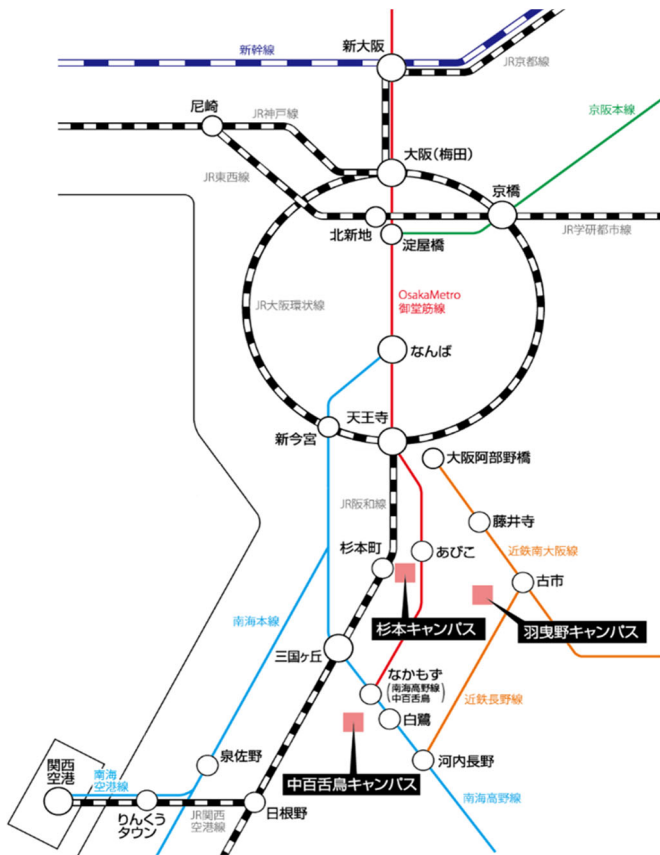 新大阪
新幹線
JR京都線
尼崎
JR神戸線
京阪本線
大阪(梅田)
JR東西線
京橋
北新地
淀屋橋
JR学研都市線
JR大阪環状線
OsakaMetro
御堂筋線
なんば
天王寺
新今宮
大阪阿部野橋
JR阪和線
藤井寺
杉本町
あびこ
近鉄南大阪線
古市
南海本線
杉本キャンパス
羽曳野キャンパス
三国ヶ丘
なかもず
(南海高野線
中百舌鳥)
近鉄長野線
白鷺
関西
空港
南海
空港線
泉佐野
中百舌鳥キャンパス
河内長野
りんくう
タウン
JR関西
空港線
日根野
南海高野線